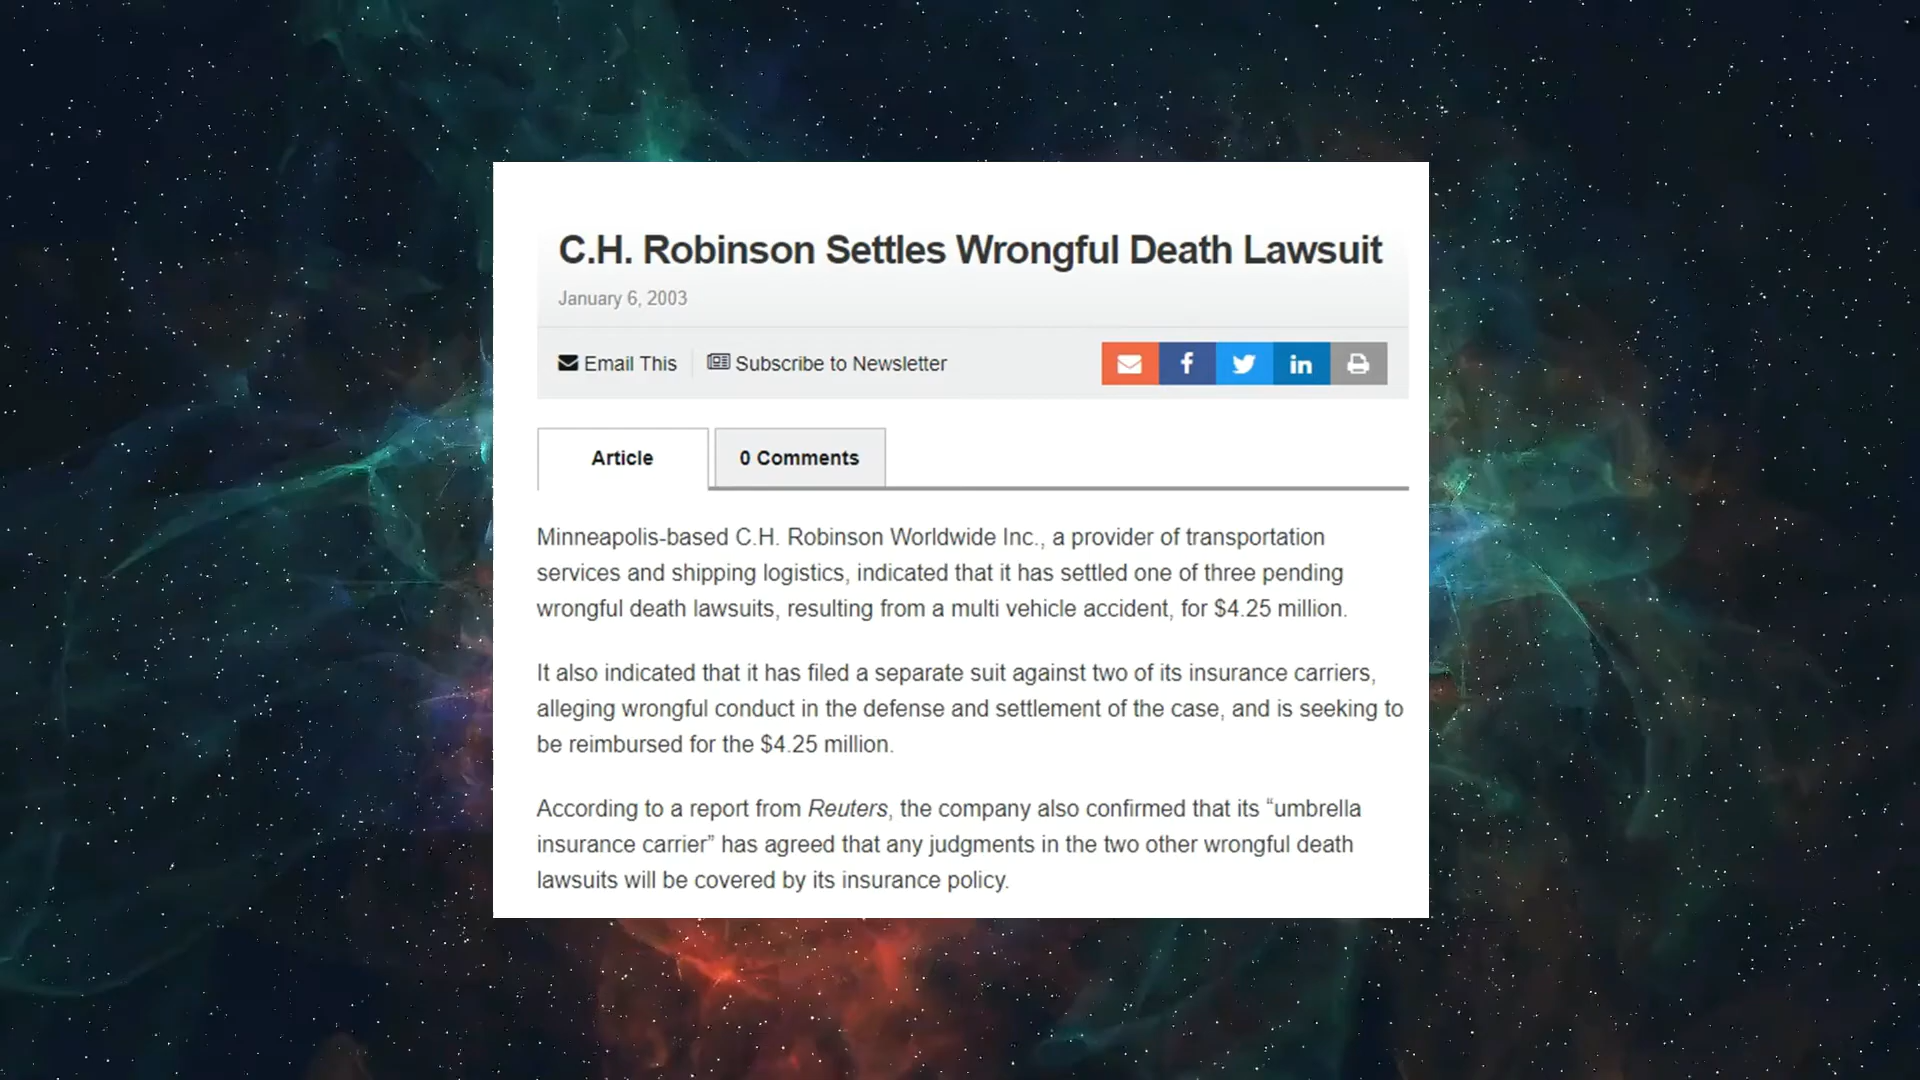 C.H. Robinson Settles Wrongful Death Lawsuit
January 6, 2003
Email This Subscribe to Newsletter
Article 0 Comments
Minneapolis-based C.H. Robinson Worldwide Inc., a provider of transportation
services and shipping logistics, indicated that it has settled one of three pending
wrongful death lawsuits, resulting from a multi vehicle accident, for $4.25 million.
It also indicated that it has filed a separate suit against two of its insurance carriers,
alleging wrongful conduct in the defense and settlement of the case, and is seeking to
be reimbursed for the $4.25 million.
According to a report from Reuters, the company also confirmed that its “umbrella
insurance carrier” has agreed that any judgments in the two other wrongful death
lawsuits will be covered by its insurance policy.